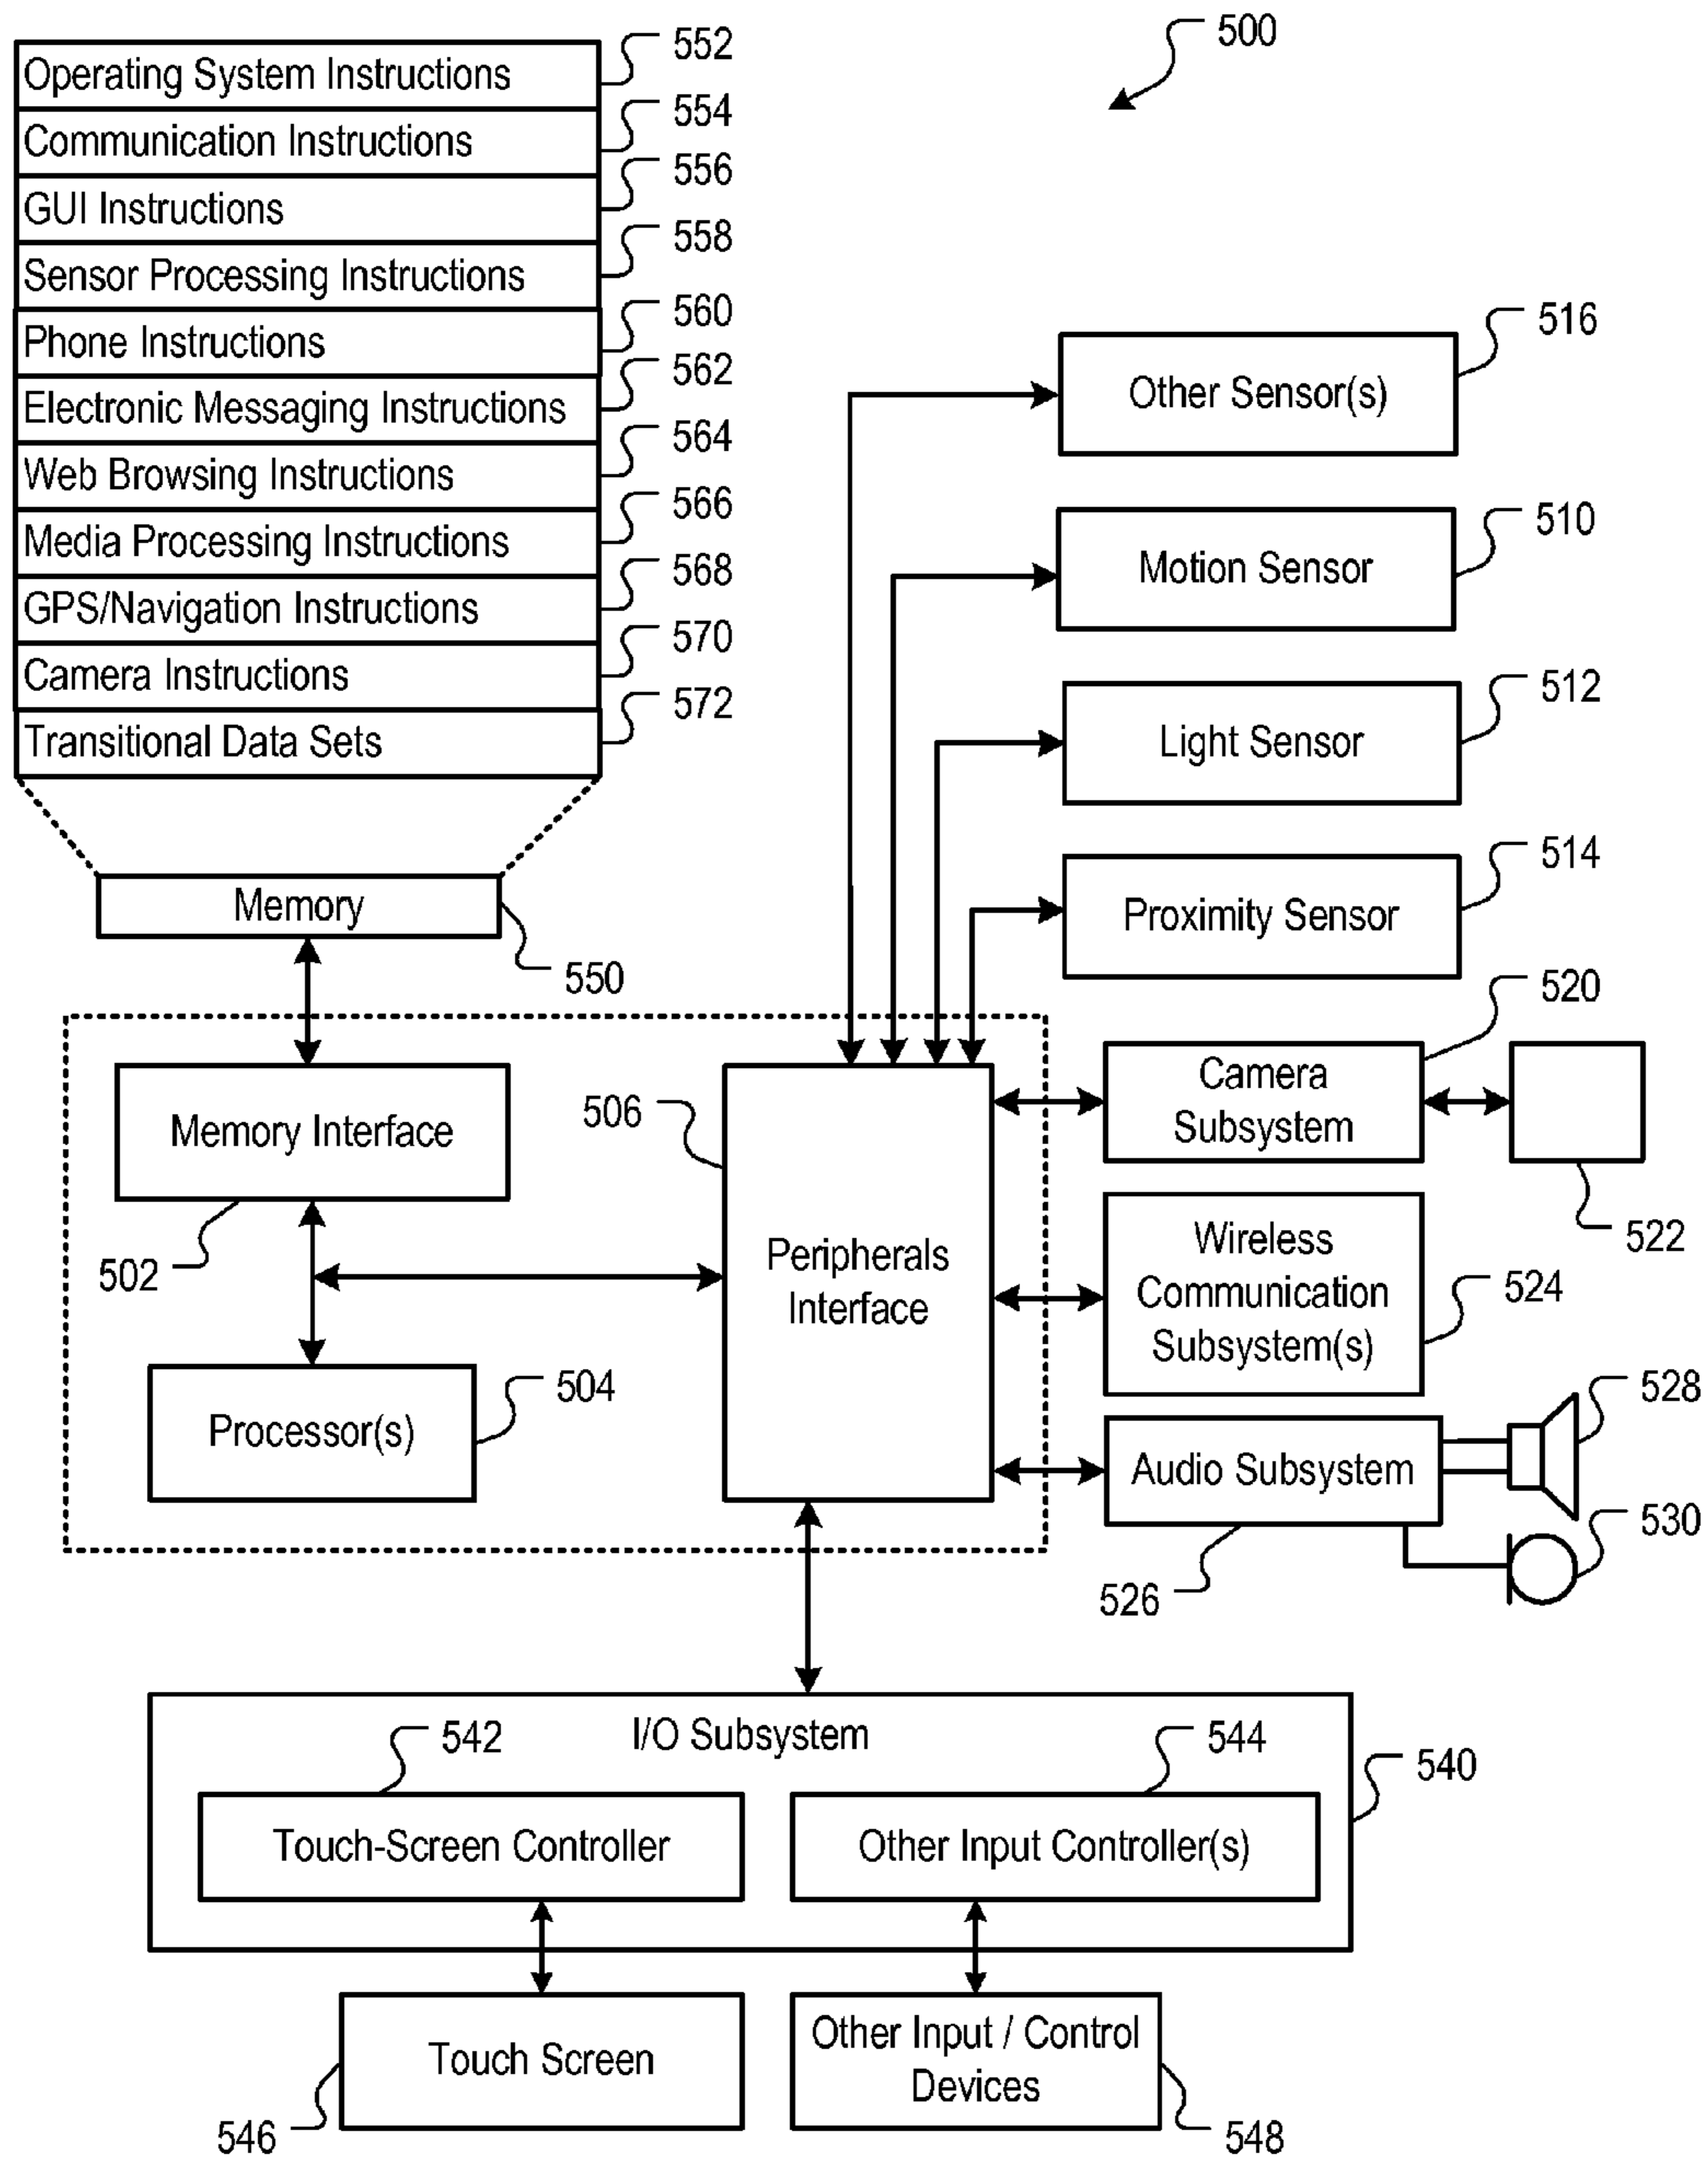 500
Operating System Instructions
552
Communication Instructions
554
GUI Instructions
556
Sensor Processing Instructions
558
Phone Instructions
560
Electronic Messaging Instructions
562
Web Browsing Instructions
564
Media Processing Instructions
566
GPS/Navigation Instructions
568
Camera Instructions
570
Transitional Data Sets
572
Memory
550
Other Sensor(s)
516
Motion Sensor
510
Light Sensor
512
Proximity Sensor
514
Memory Interface
502
Processor(s)
504
506
Peripherals
Interface
Camera
Subsystem
520
522
Wireless
Communication
Subsystem(s)
524
Audio Subsystem
526
528
530
I/O Subsystem
540
542
Touch-Screen Controller
544
Other Input Controller(s)
Touch Screen
546
Other Input / Control
Devices
548